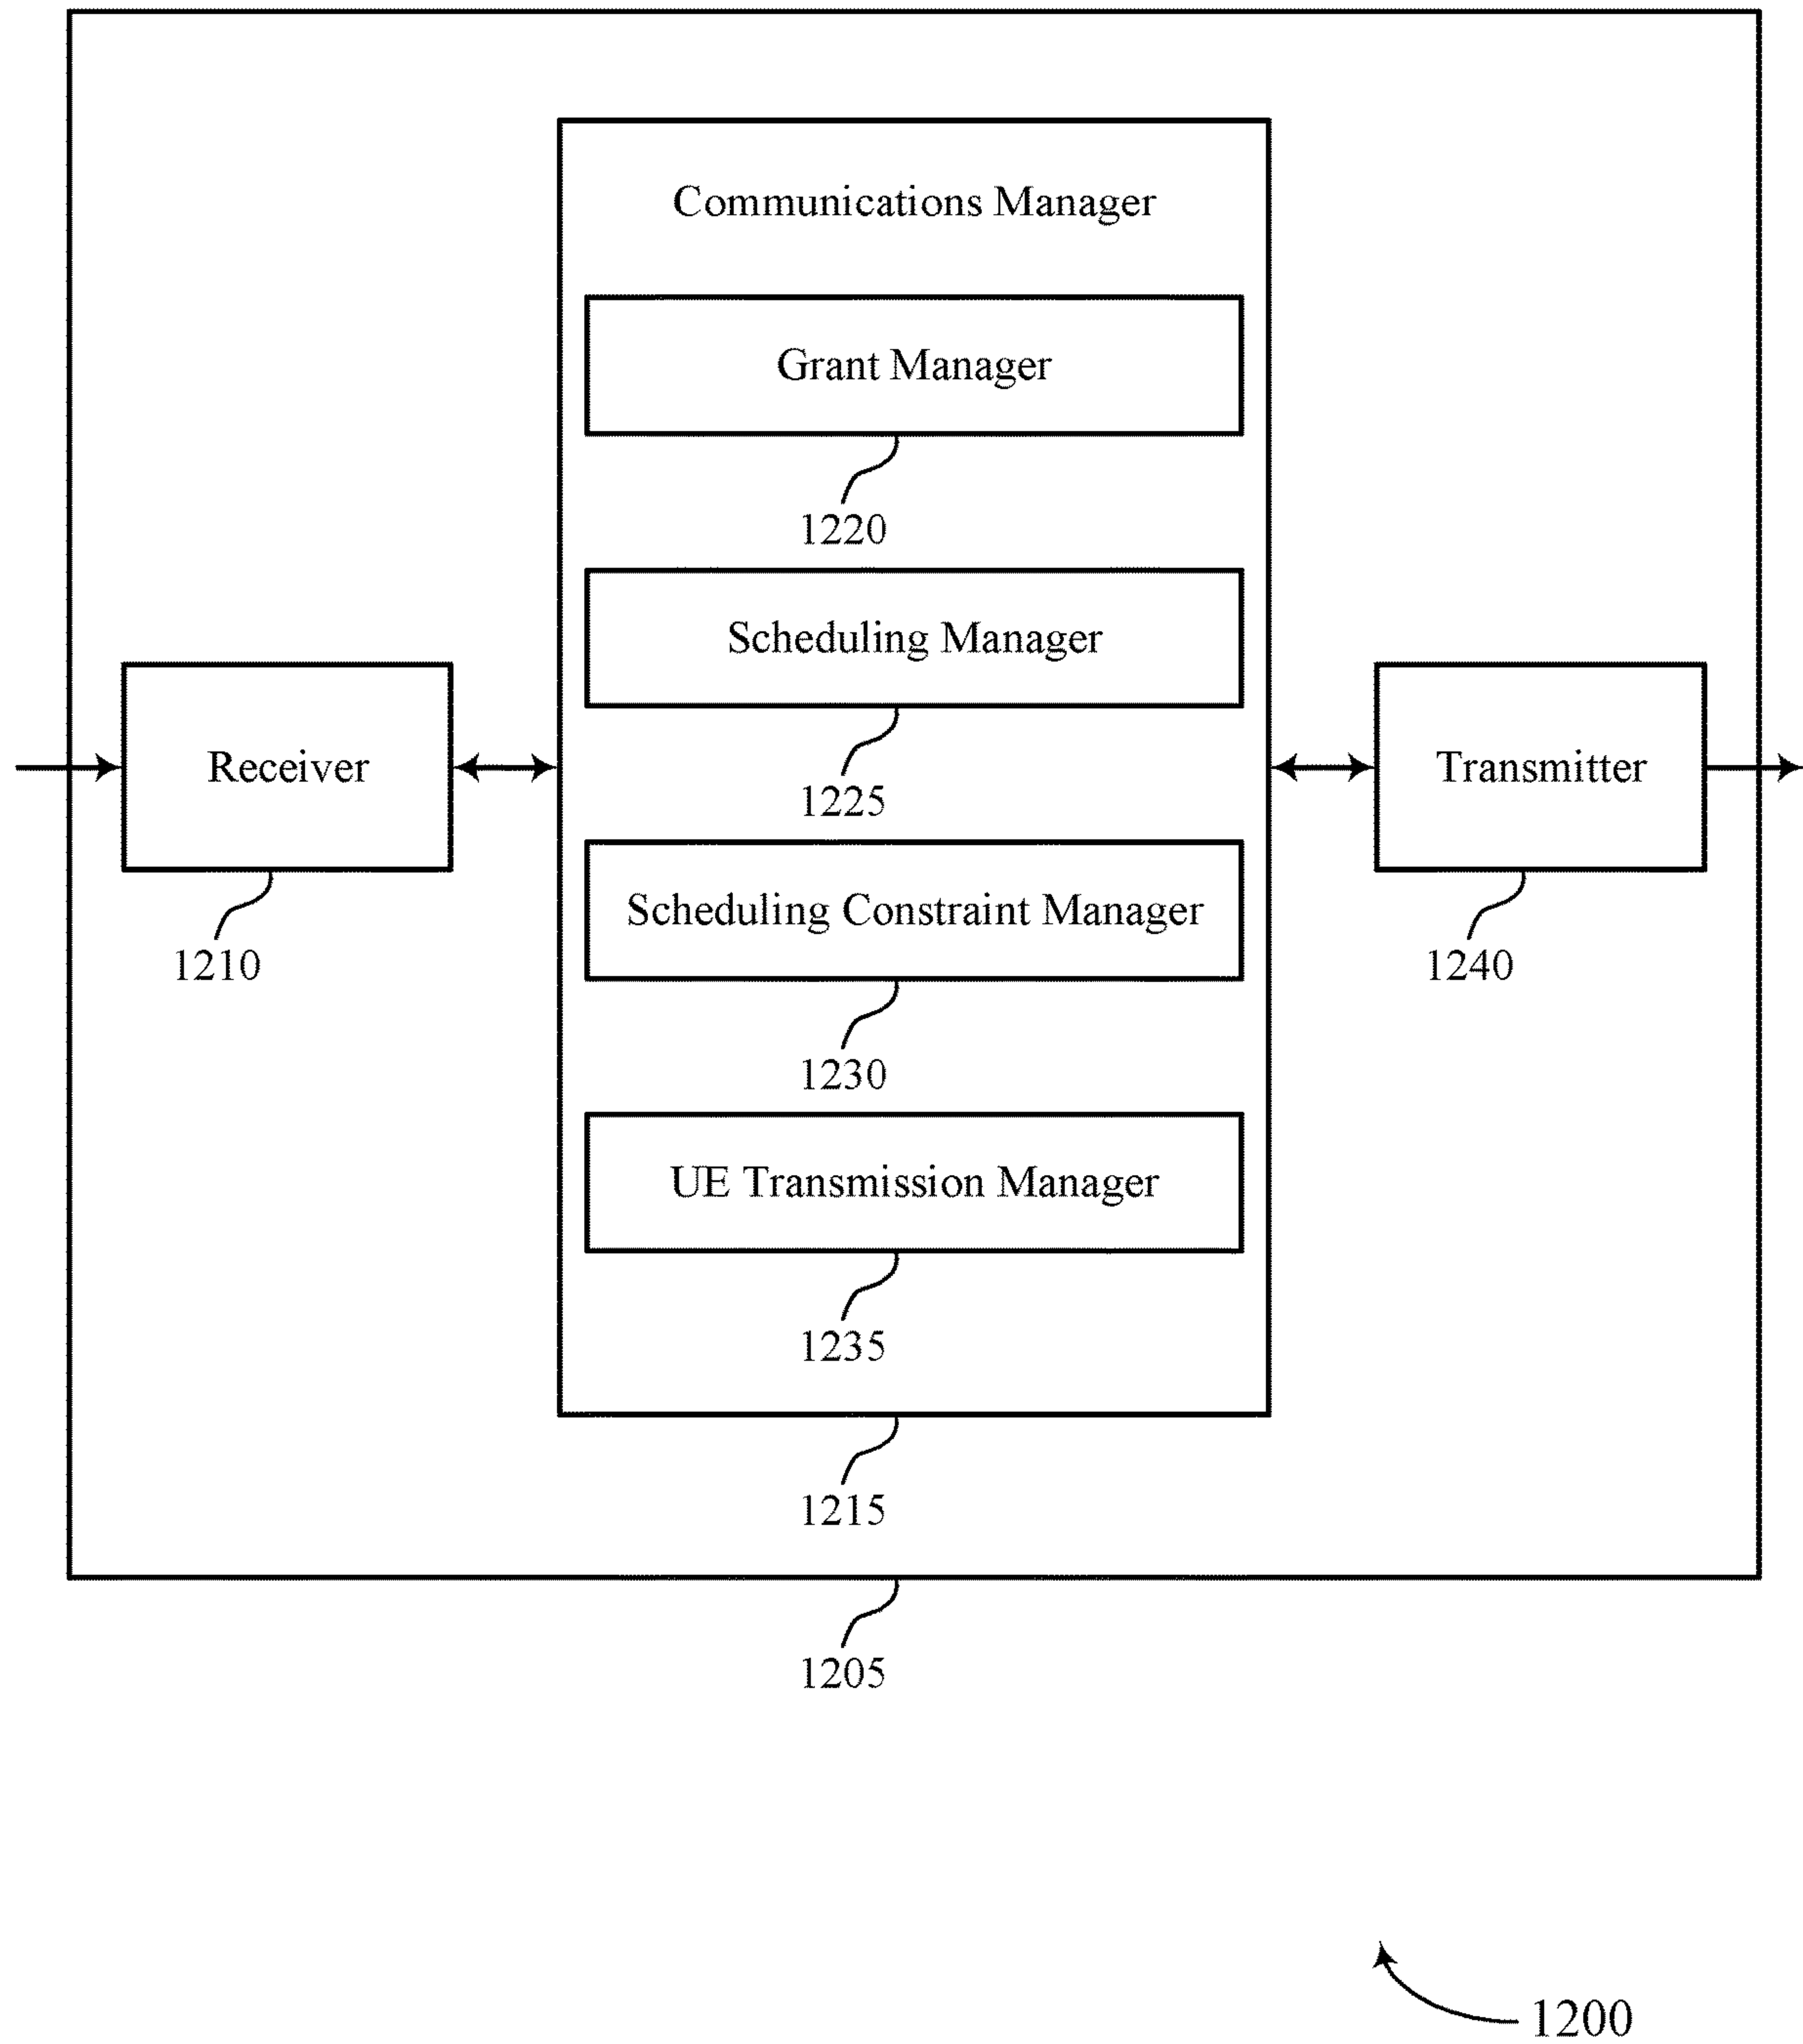 Communications Manager
Grant Manager
1220
Scheduling Manager
1225
Receiver
1210
Transmitter
1240
Scheduling Constraint Manager
1230
UE Transmission Manager
1235
1215
1205
1200